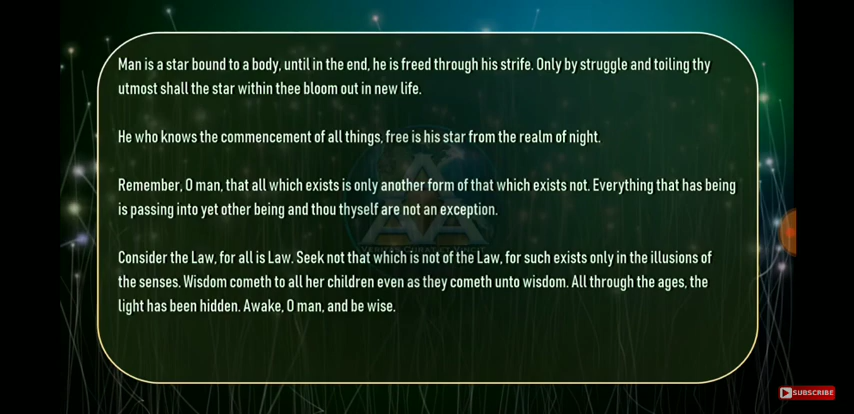 Man is a star bound to a body, until in the end, he is freed through his strife. Only by struggle and toiling thy
utmost shall the star within thee bloom out in new life.
He who knows the commencement of all things, free is his star from the realm of night.
Remember, O man, that all which exists is only another form of that which exists not. Everything that has being
is passing into yet other being and thou thyself are not an exception.
Consider the Law, for all is Law. Seek not that which is not of the Law, for such exists only in the illusions of
the senses. Wisdom cometh to all her children even as they cometh unto wisdom. All through the ages, the
light has been hidden. Awake, O man, and be wise.
SUBSCRIBE